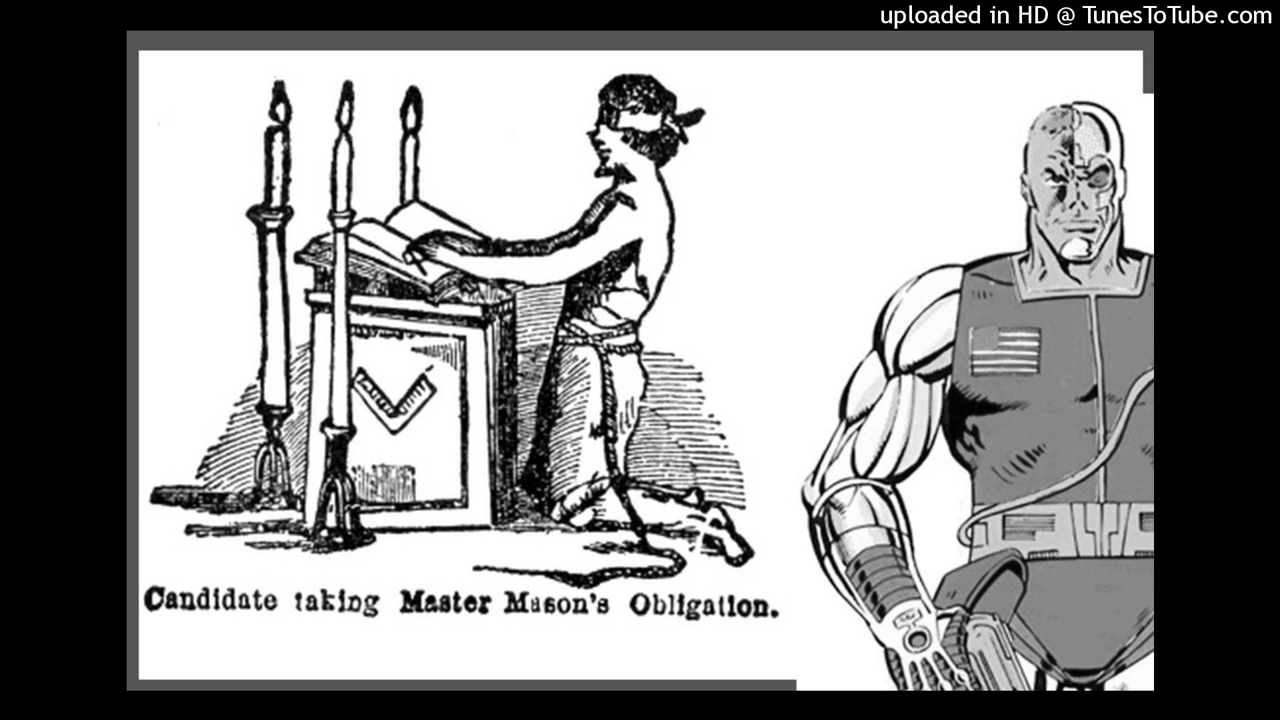 uploaded in HD @ TunesToTube.com
Candidate taking Master Mason's Obligation.